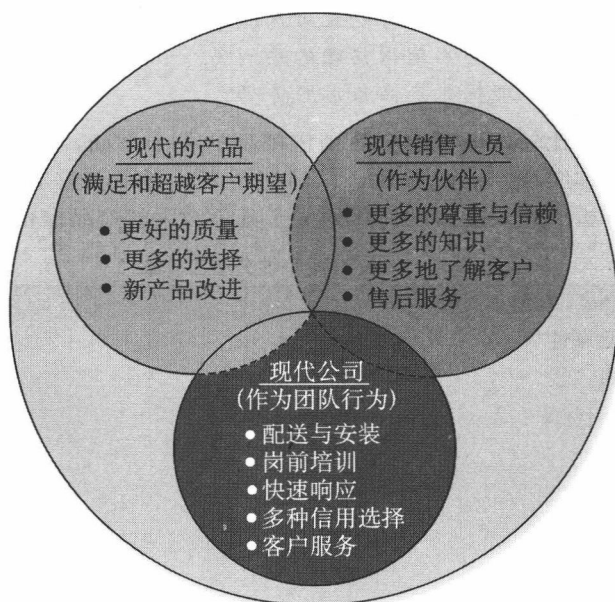 现代的产品
(满足和超越客户期望)
● 更好的质量
● 更多的选择
● 新产品改进
现代销售人员
(作为伙伴)
● 更多的尊重与信赖
● 更多的知识
● 更多地了解客户
● 售后服务
现代公司
(作为团队行为)
● 配送与安装
● 岗前培训
● 快速响应
● 多种信用选择
● 客户服务